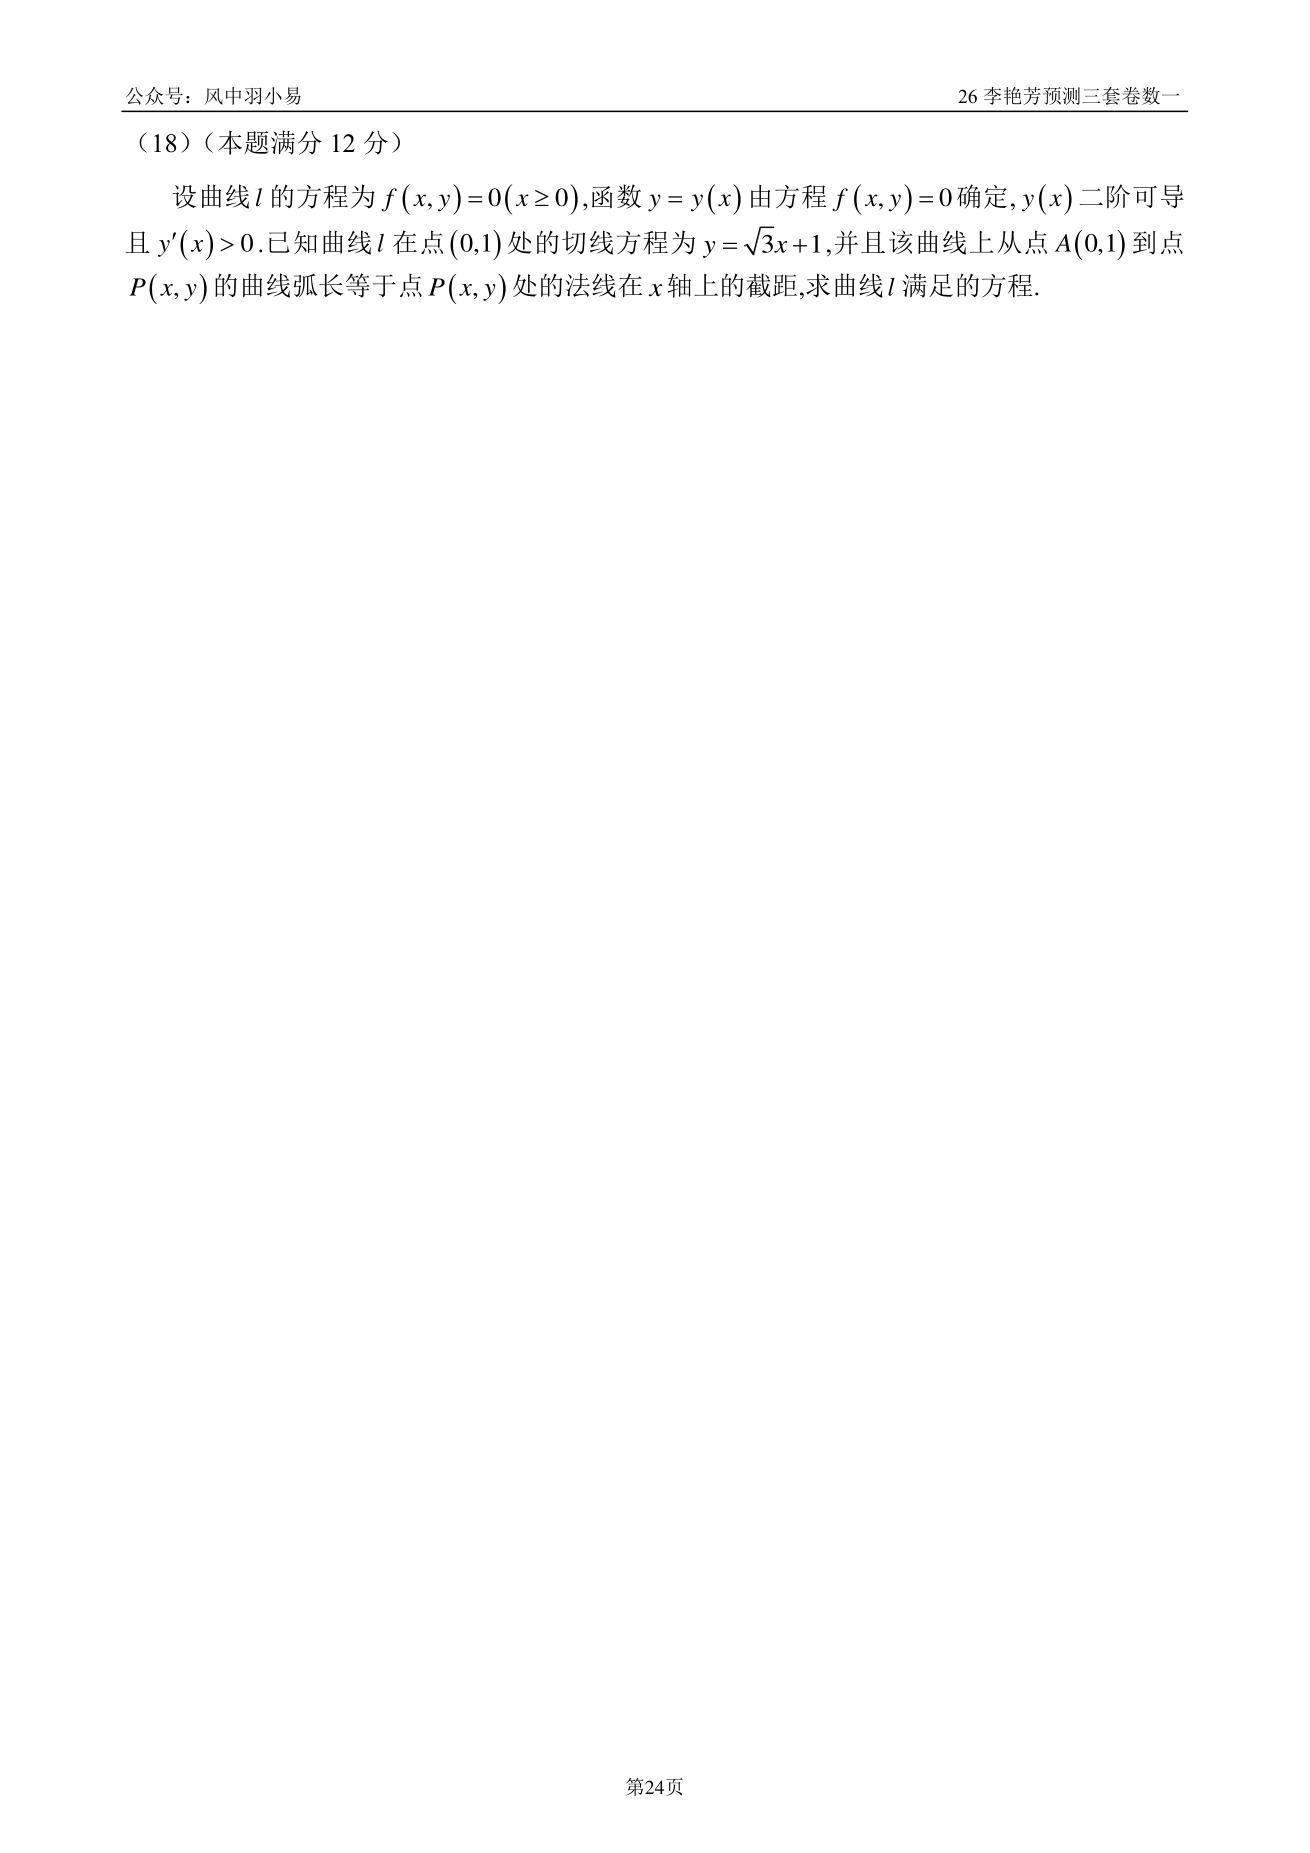 公众号：风中羽小易 26 李艳芳预测三套卷数一
（18）（本题满分 12 分）
设曲线 l 的方程为 f(x,y)=0(x≥0),函数 y=y(x) 由方程 f(x,y)=0 确定, y(x) 二阶可导
且 y′(x)>0.已知曲线 l 在点(0,1)处的切线方程为 y=√3x+1,并且该曲线上从点 A(0,1) 到点
P(x,y) 的曲线弧长等于点 P(x,y) 处的法线在 x 轴上的截距,求曲线 l 满足的方程.
第24页